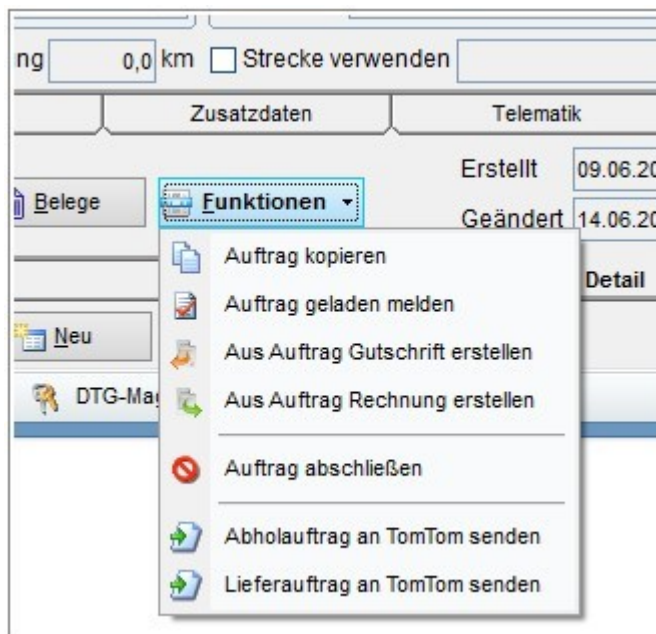 ng 0,0 km Strecke verwenden
Zusatzdaten Telematik
Erstellt 09.06.20
Belege Funktionen
Geändert 14.06.20
Auftrag kopieren
Detail
Auftrag geladen melden
Neu
Aus Auftrag Gutschrift erstellen
DTG-Ma
Aus Auftrag Rechnung erstellen
Auftrag abschließen
Abholauftrag an TomTom senden
Lieferauftrag an TomTom senden